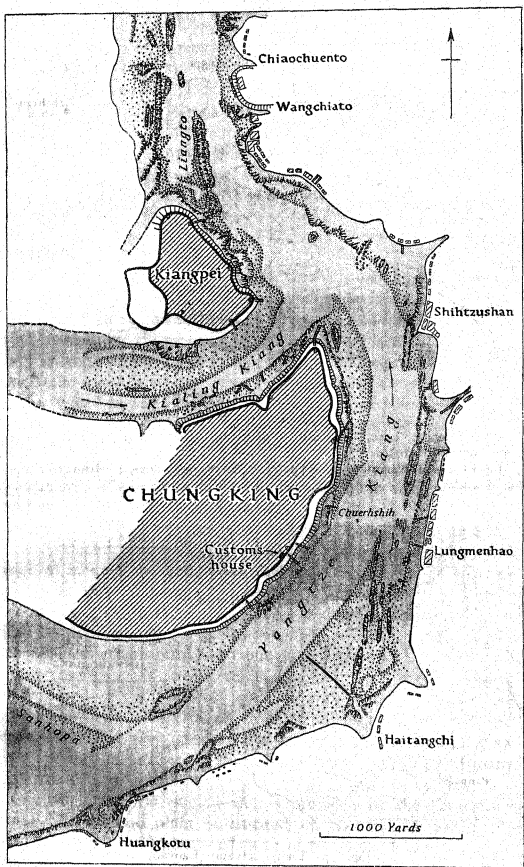 Chiaochuento
Wangchiato
Liangto
Kiangpei
Shihtzushan
Kialing Kiang
CHUNGKING
Chuerhshih
Customs
house
Lungmenhao
Yangtze Kiang
Sanhopa
Haitangchi
1000 Yards
Huangkotu